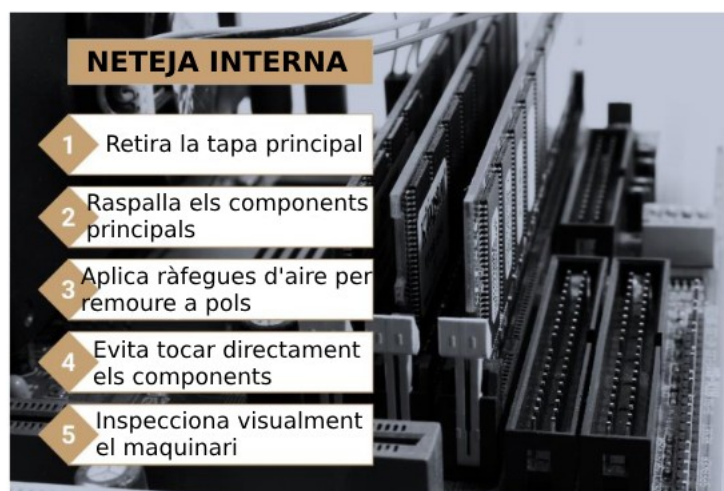 NETEJA INTERNA
1
Retira la tapa principal
2
Raspalla els components
principals
3
Aplica ràfegues d'aire per
remoure a pols
4
Evita tocar directament
els components
5
Inspecciona visualment
el maquinari